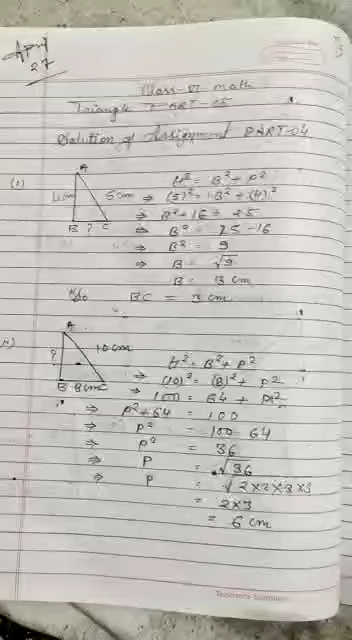 April
27
Class-VI math
Triangle PART-05
Solution of Assignment PART-04
(i)
A
4cm
5cm
B ? C
H² = B² + P²
⇒ (5)² = B² + (4)²
⇒ B² + 16 = 25
⇒ B² = 25 - 16
⇒ B² = 9
⇒ B = √9
B = 3 cm
So BC = 3 cm
A
?
10cm
B 8cm C
H² = B² + P²
⇒ (10)² = (8)² + P²
⇒ 100 = 64 + P²
⇒ P² + 64 = 100
⇒ P² = 100 - 64
⇒ P² = 36
⇒ P = √36
⇒ P = √2×2×3×3
= 2×3
= 6 cm